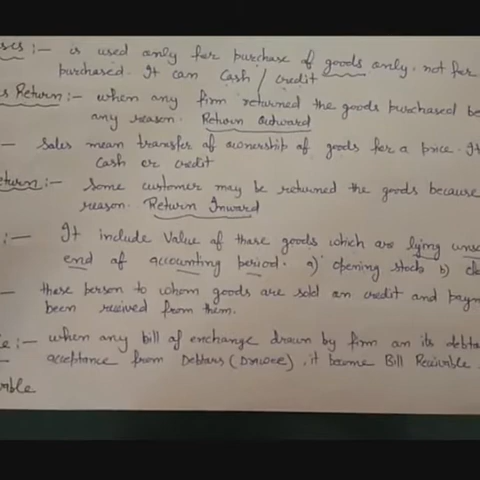 ses :- is used only for purchase of goods only, not for
purchased. It can Cash / credit
s Return :- when any firm returned the goods purchased be
any reason. Return outward
- Sales mean transfer of ownership of goods for a price. It
cash or credit
eturn :- Some customer may be returned the goods because
reason. Return Inward
:- It include Value of those goods which are lying unso
end of accounting period. a) opening stock b) clo
- these person to whom goods are sold on credit and paym
been received from them.
le :- when any bill of exchange drawn by firm on its debto
acceptance from Debtors (Drawee), it become Bill Receivable.